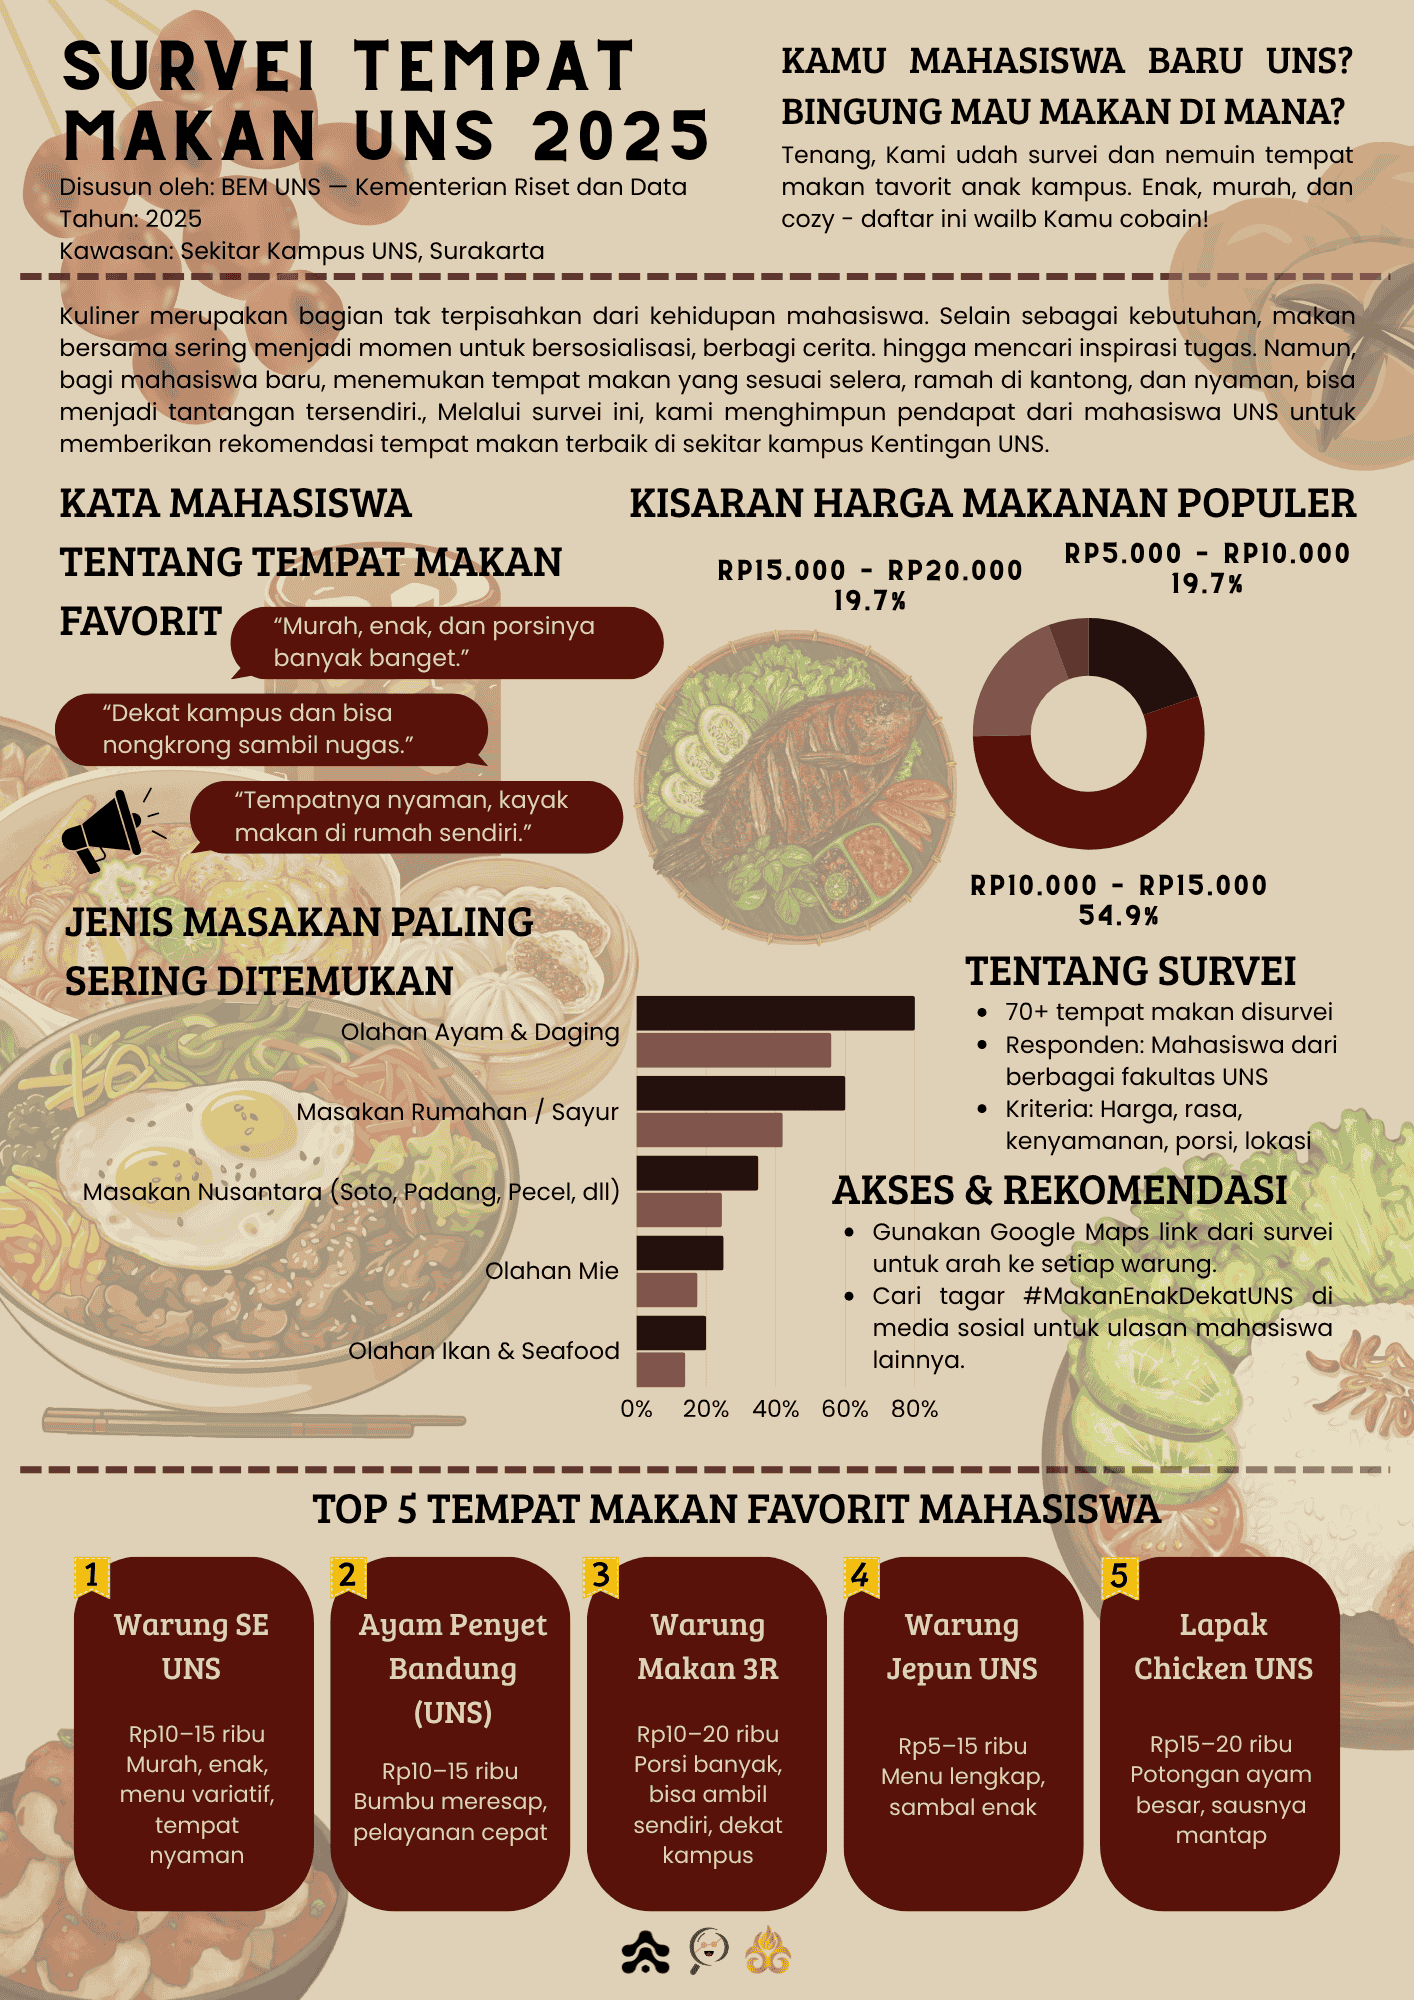 SURVEI TEMPAT
MAKAN UNS 2025
Disusun oleh: BEM UNS — Kementerian Riset dan Data
Tahun: 2025
Kawasan: Sekitar Kampus UNS, Surakarta
KAMU MAHASISWA BARU UNS?
BINGUNG MAU MAKAN DI MANA?
Tenang, Kami udah survei dan nemuin tempat
makan tavorit anak kampus. Enak, murah, dan
cozy - daftar ini wailb Kamu cobain!
Kuliner merupakan bagian tak terpisahkan dari kehidupan mahasiswa. Selain sebagai kebutuhan, makan
bersama sering menjadi momen untuk bersosialisasi, berbagi cerita. hingga mencari inspirasi tugas. Namun,
bagi mahasiswa baru, menemukan tempat makan yang sesuai selera, ramah di kantong, dan nyaman, bisa
menjadi tantangan tersendiri., Melalui survei ini, kami menghimpun pendapat dari mahasiswa UNS untuk
memberikan rekomendasi tempat makan terbaik di sekitar kampus Kentingan UNS.
KATA MAHASISWA
TENTANG TEMPAT MAKAN
FAVORIT
“Murah, enak, dan porsinya
banyak banget.”
“Dekat kampus dan bisa
nongkrong sambil nugas.”
“Tempatnya nyaman, kayak
makan di rumah sendiri.”
KISARAN HARGA MAKANAN POPULER
RP15.000 - RP20.000
19.7%
RP5.000 - RP10.000
19.7%
RP10.000 - RP15.000
54.9%
JENIS MASAKAN PALING
SERING DITEMUKAN
Olahan Ayam & Daging
Masakan Rumahan / Sayur
Masakan Nusantara (Soto, Padang, Pecel, dll)
Olahan Mie
Olahan Ikan & Seafood
0% 20% 40% 60% 80%
TENTANG SURVEI
• 70+ tempat makan disurvei
• Responden: Mahasiswa dari
berbagai fakultas UNS
• Kriteria: Harga, rasa,
kenyamanan, porsi, lokasi
AKSES & REKOMENDASI
• Gunakan Google Maps link dari survei
untuk arah ke setiap warung.
• Cari tagar #MakanEnakDekatUNS di
media sosial untuk ulasan mahasiswa
lainnya.
TOP 5 TEMPAT MAKAN FAVORIT MAHASISWA
1
Warung SE
UNS
Rp10–15 ribu
Murah, enak,
menu variatif,
tempat
nyaman
2
Ayam Penyet
Bandung
(UNS)
Rp10–15 ribu
Bumbu meresap,
pelayanan cepat
3
Warung
Makan 3R
Rp10–20 ribu
Porsi banyak,
bisa ambil
sendiri, dekat
kampus
4
Warung
Jepun UNS
Rp5–15 ribu
Menu lengkap,
sambal enak
5
Lapak
Chicken UNS
Rp15–20 ribu
Potongan ayam
besar, sausnya
mantap